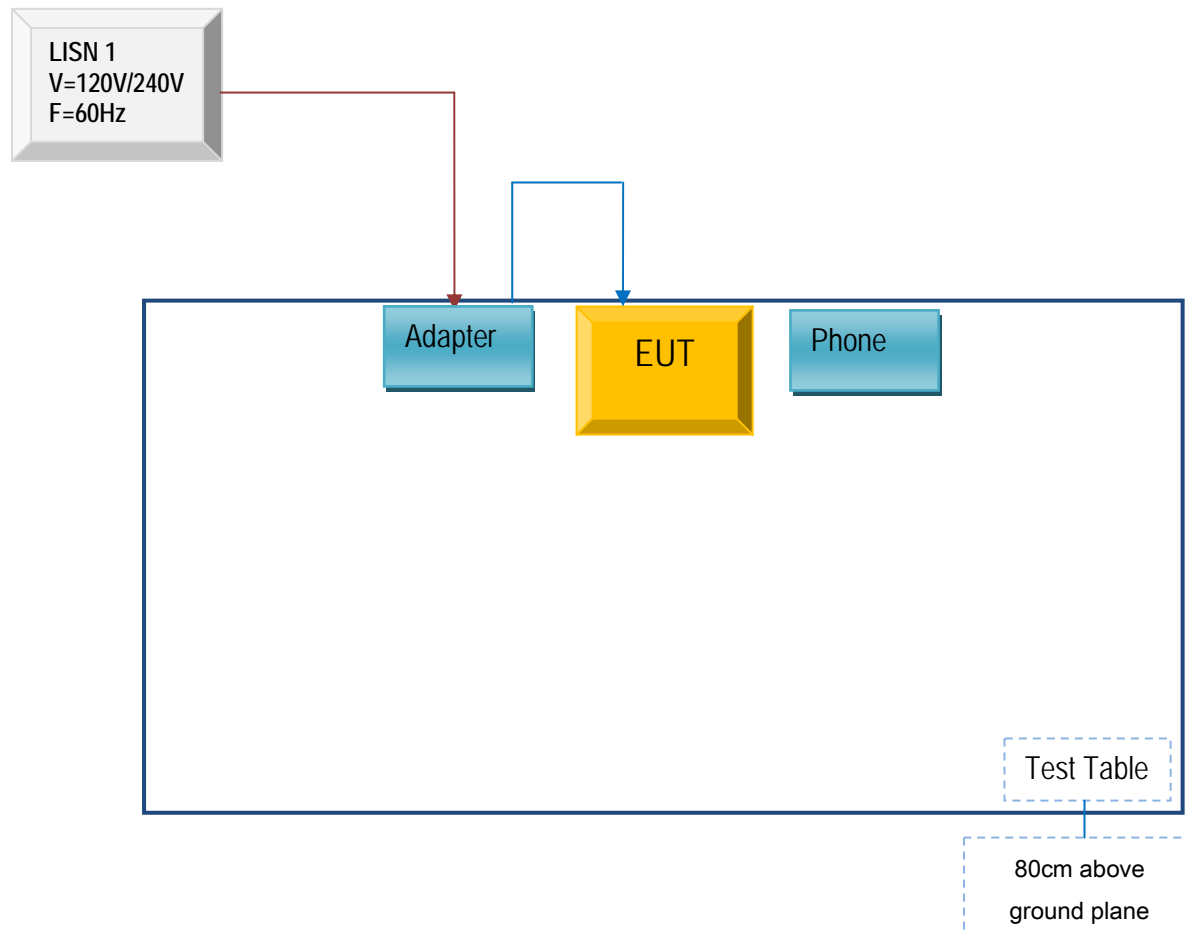 LISN 1
V=120V/240V
F=60Hz
Adapter
EUT
Phone
Test Table
80cm above
ground plane